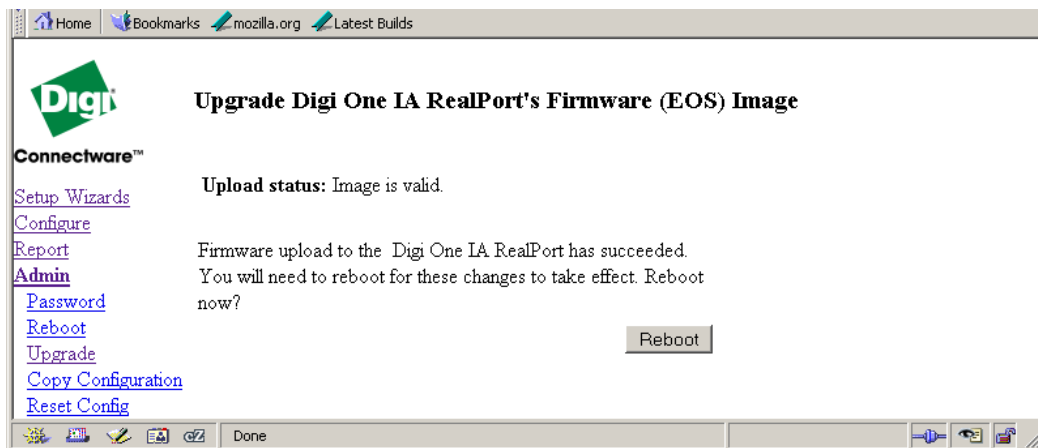 Home Bookmarks mozilla.org Latest Builds
Digi
Connectware™
Upgrade Digi One IA RealPort's Firmware (EOS) Image
Upload status: Image is valid.
Setup Wizards
Configure
Report
Admin
Password
Reboot
Upgrade
Copy Configuration
Reset Config
Firmware upload to the Digi One IA RealPort has succeeded.
You will need to reboot for these changes to take effect. Reboot
now?
Reboot
Done